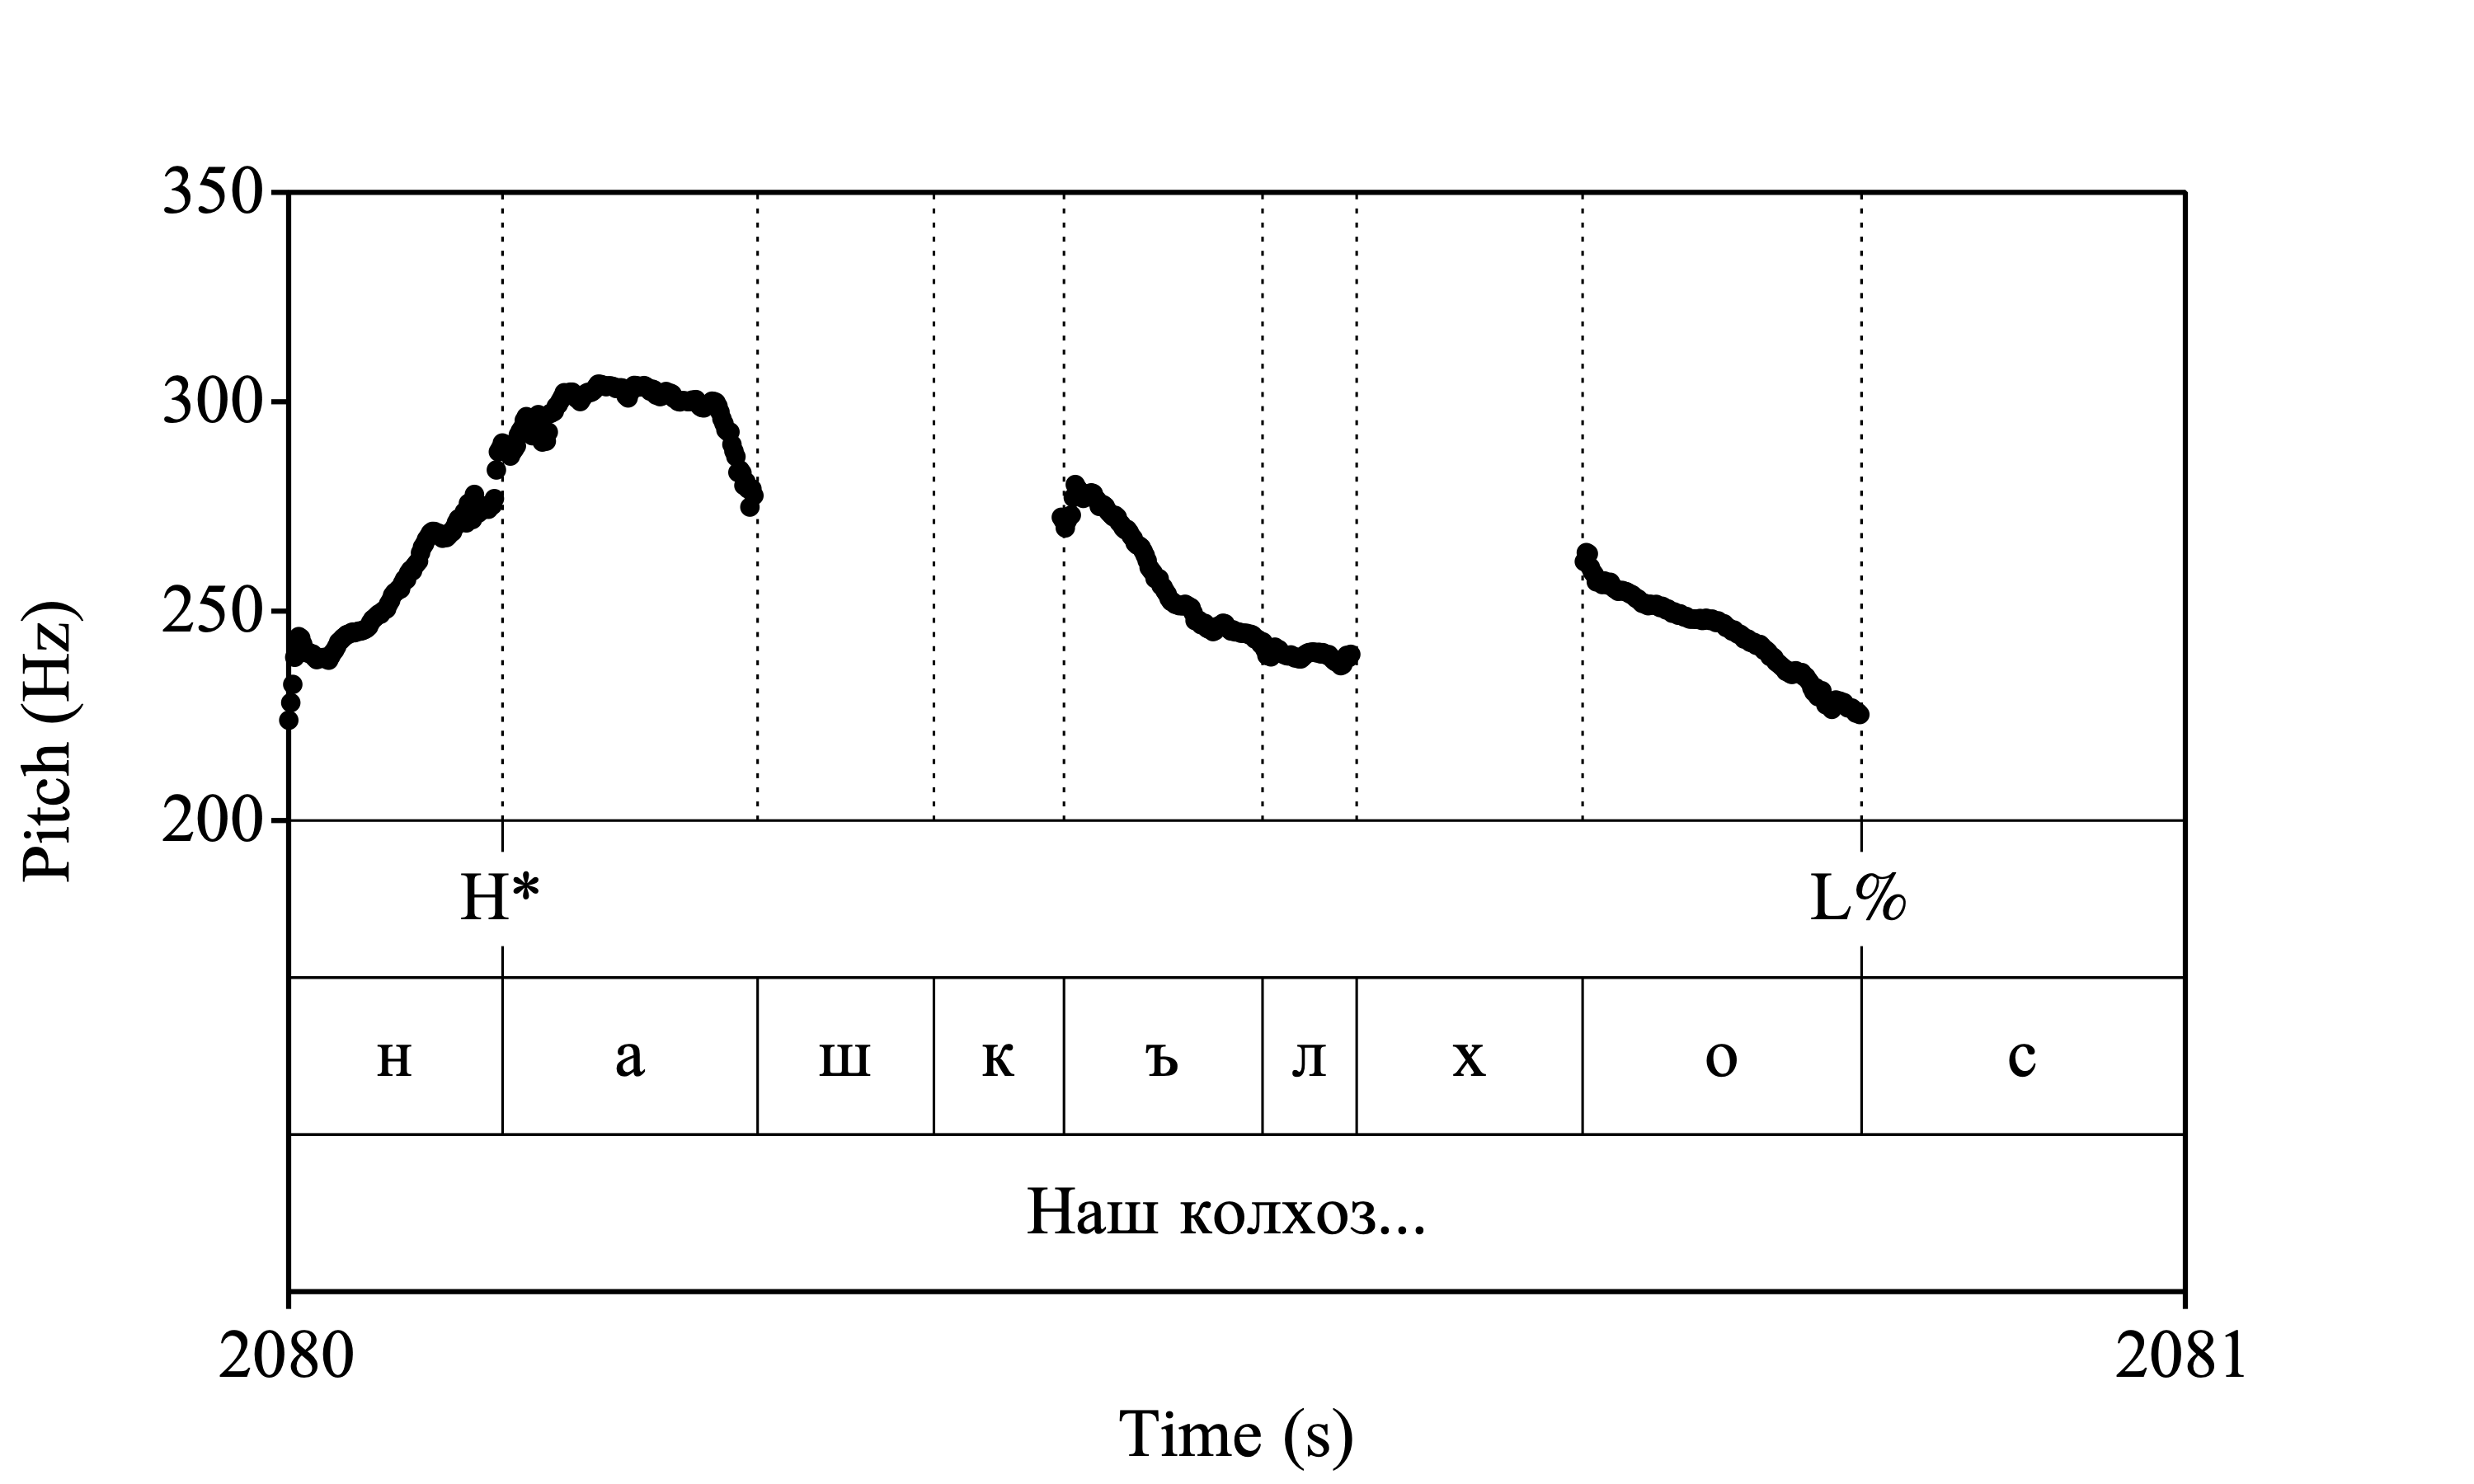 350
300
250
200
Pitch (Hz)
H* L%
н а ш к ъ л х о с
Наш колхоз...
2080 2081
Time (s)